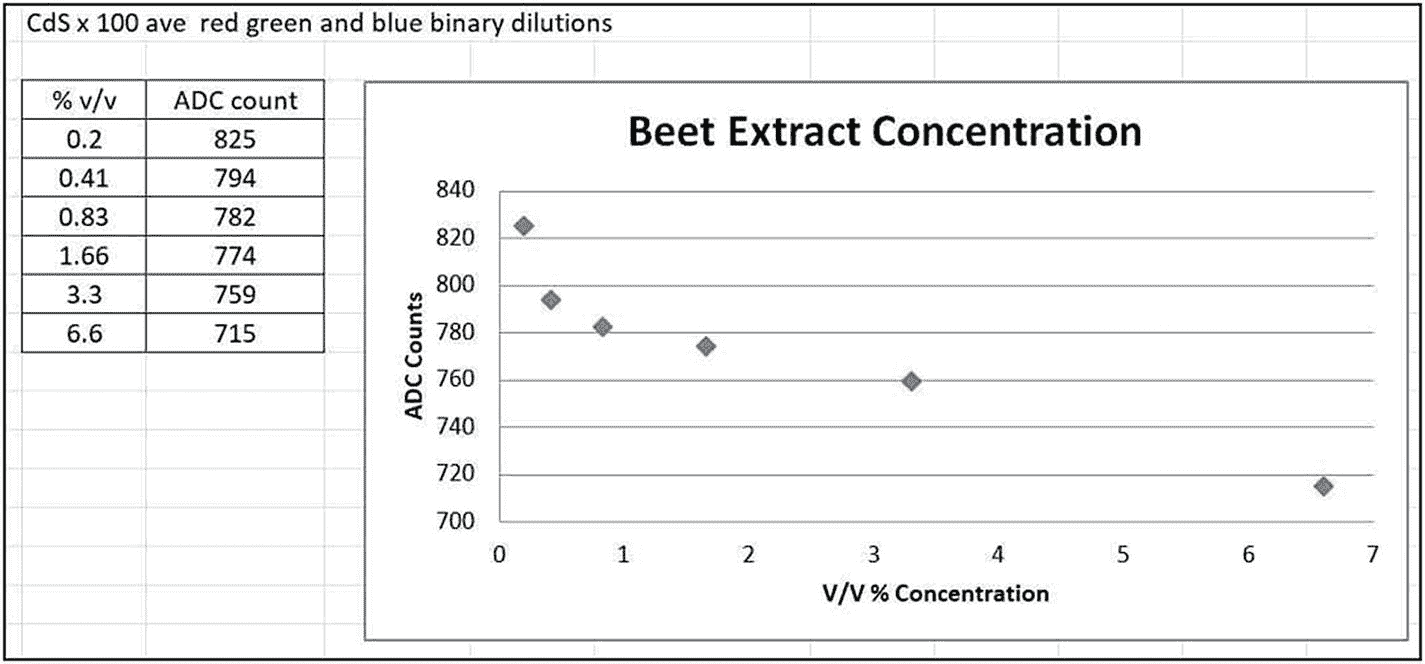 CdS x 100 ave  red green and blue binary dilutions
% v/v ADC count
0.2 825
0.41 794
0.83 782
1.66 774
3.3 759
6.6 715
Beet Extract Concentration
840
820
800
780
760
740
720
700
ADC Counts
0 1 2 3 4 5 6 7
V/V % Concentration